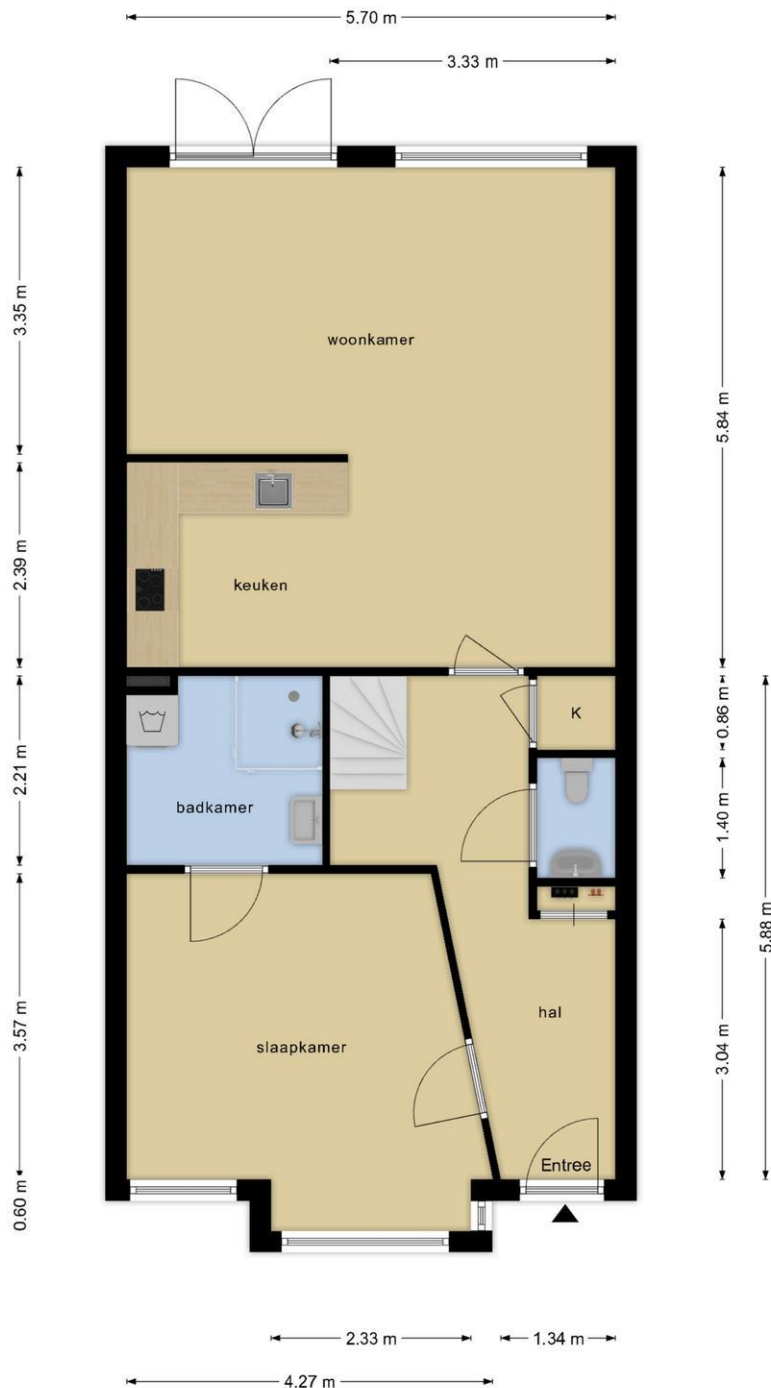 5.70 m
3.33 m
3.35 m
woonkamer
5.84 m
2.39 m
keuken
0.86 m
K
2.21 m
badkamer
1.40 m
5.88 m
3.57 m
slaapkamer
hal
3.04 m
0.60 m
Entree
2.33 m
1.34 m
4.27 m